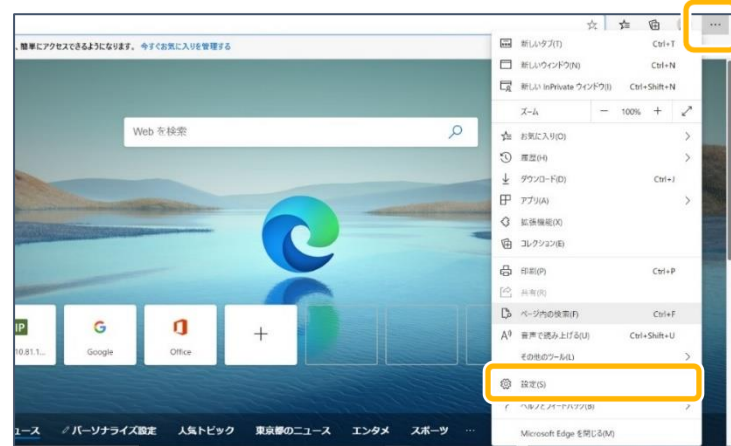 …
、簡単にアクセスできるようになります。 今すぐお気に入りを管理する
Web を検索
IP
10.81.1...
Google
Office
ュース パーソナライズ設定 人気トピック 東京都のニュース エンタメ スポーツ …
新しいタブ(T) Ctrl+T
新しいウィンドウ(N) Ctrl+N
新しい InPrivate ウィンドウ(I) Ctrl+Shift+N
ズーム − 100% +
お気に入り(O)
履歴(H)
ダウンロード(D) Ctrl+J
アプリ(A)
拡張機能(X)
コレクション(E)
印刷(P) Ctrl+P
共有(R)
ページ内の検索(F) Ctrl+F
音声で読み上げる(U) Ctrl+Shift+U
その他のツール(L)
設定(S)
ヘルプとフィードバック(B)
Microsoft Edge を閉じる(M)